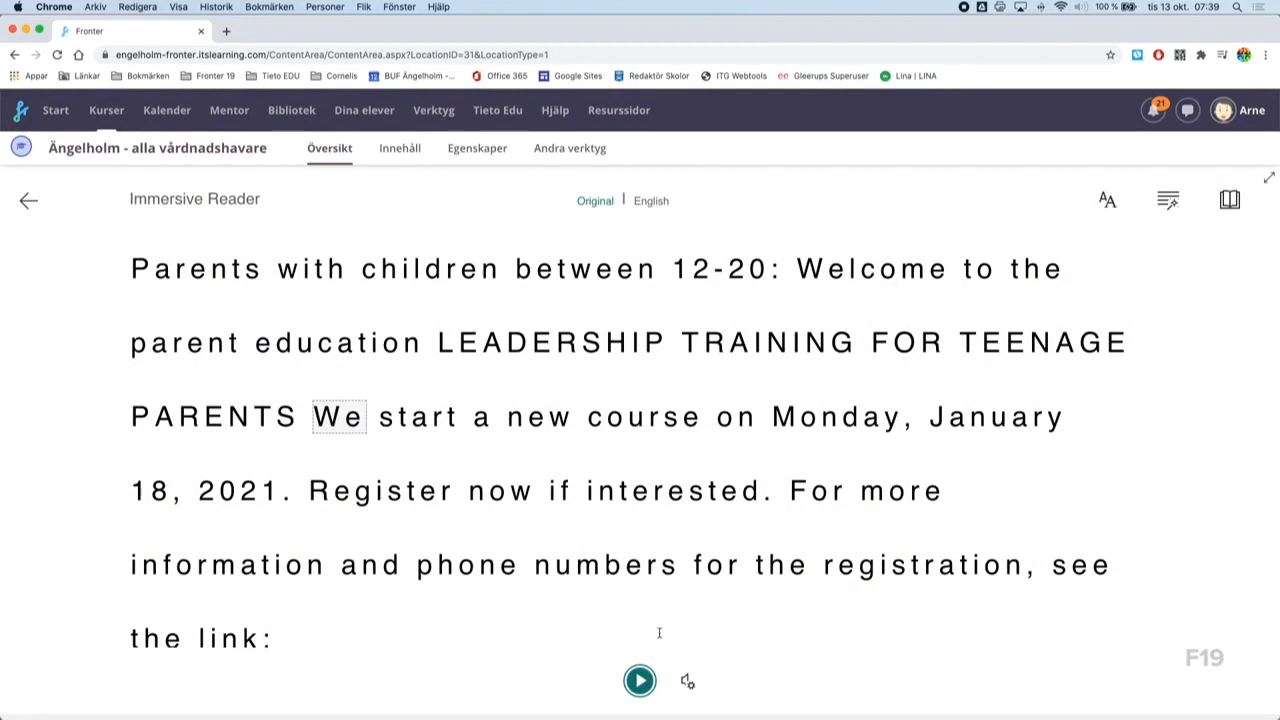 Chrome Arkiv Redigera Visa Historik Bokmärken Personer Flik Fönster Hjälp 100 % tis 13 okt. 07:39
Fronter
engelholm-fronter.itslearning.com/ContentArea/ContentArea.aspx?LocationID=31&LocationType=1
Appar Länkar Bokmärken Fronter 19 Tieto EDU Cornelis BUF Ängelholm -... Office 365 Google Sites Redaktör Skolor ITG Webtools Gleerups Superuser Lina | LINA
Start Kurser Kalender Mentor Bibliotek Dina elever Verktyg Tieto Edu Hjälp Resurssidor 21 Arne
Ängelholm - alla vårdnadshavare Översikt Innehåll Egenskaper Andra verktyg
Immersive Reader Original | English
Parents with children between 12-20: Welcome to the
parent education LEADERSHIP TRAINING FOR TEENAGE
PARENTS We start a new course on Monday, January
18, 2021. Register now if interested. For more
information and phone numbers for the registration, see
the link:
F19